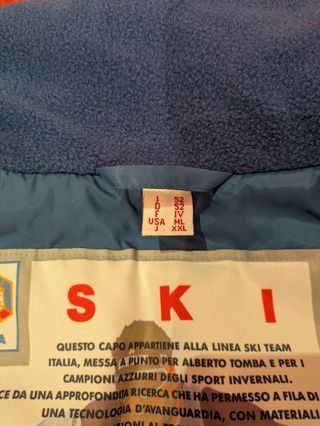 I 52
D 52
F IV
USA ML
J XXL
SKI
QUESTO CAPO APPARTIENE ALLA LINEA SKI TEAM
ITALIA, MESSA A PUNTO PER ALBERTO TOMBA E PER I
CAMPIONI AZZURRI DEGLI SPORT INVERNALI.
CE DA UNA APPROFONDITA RICERCA CHE HA PERMESSO A FILA DI
UNA TECNOLOGIA D'AVANGUARDIA, CON MATERIALI